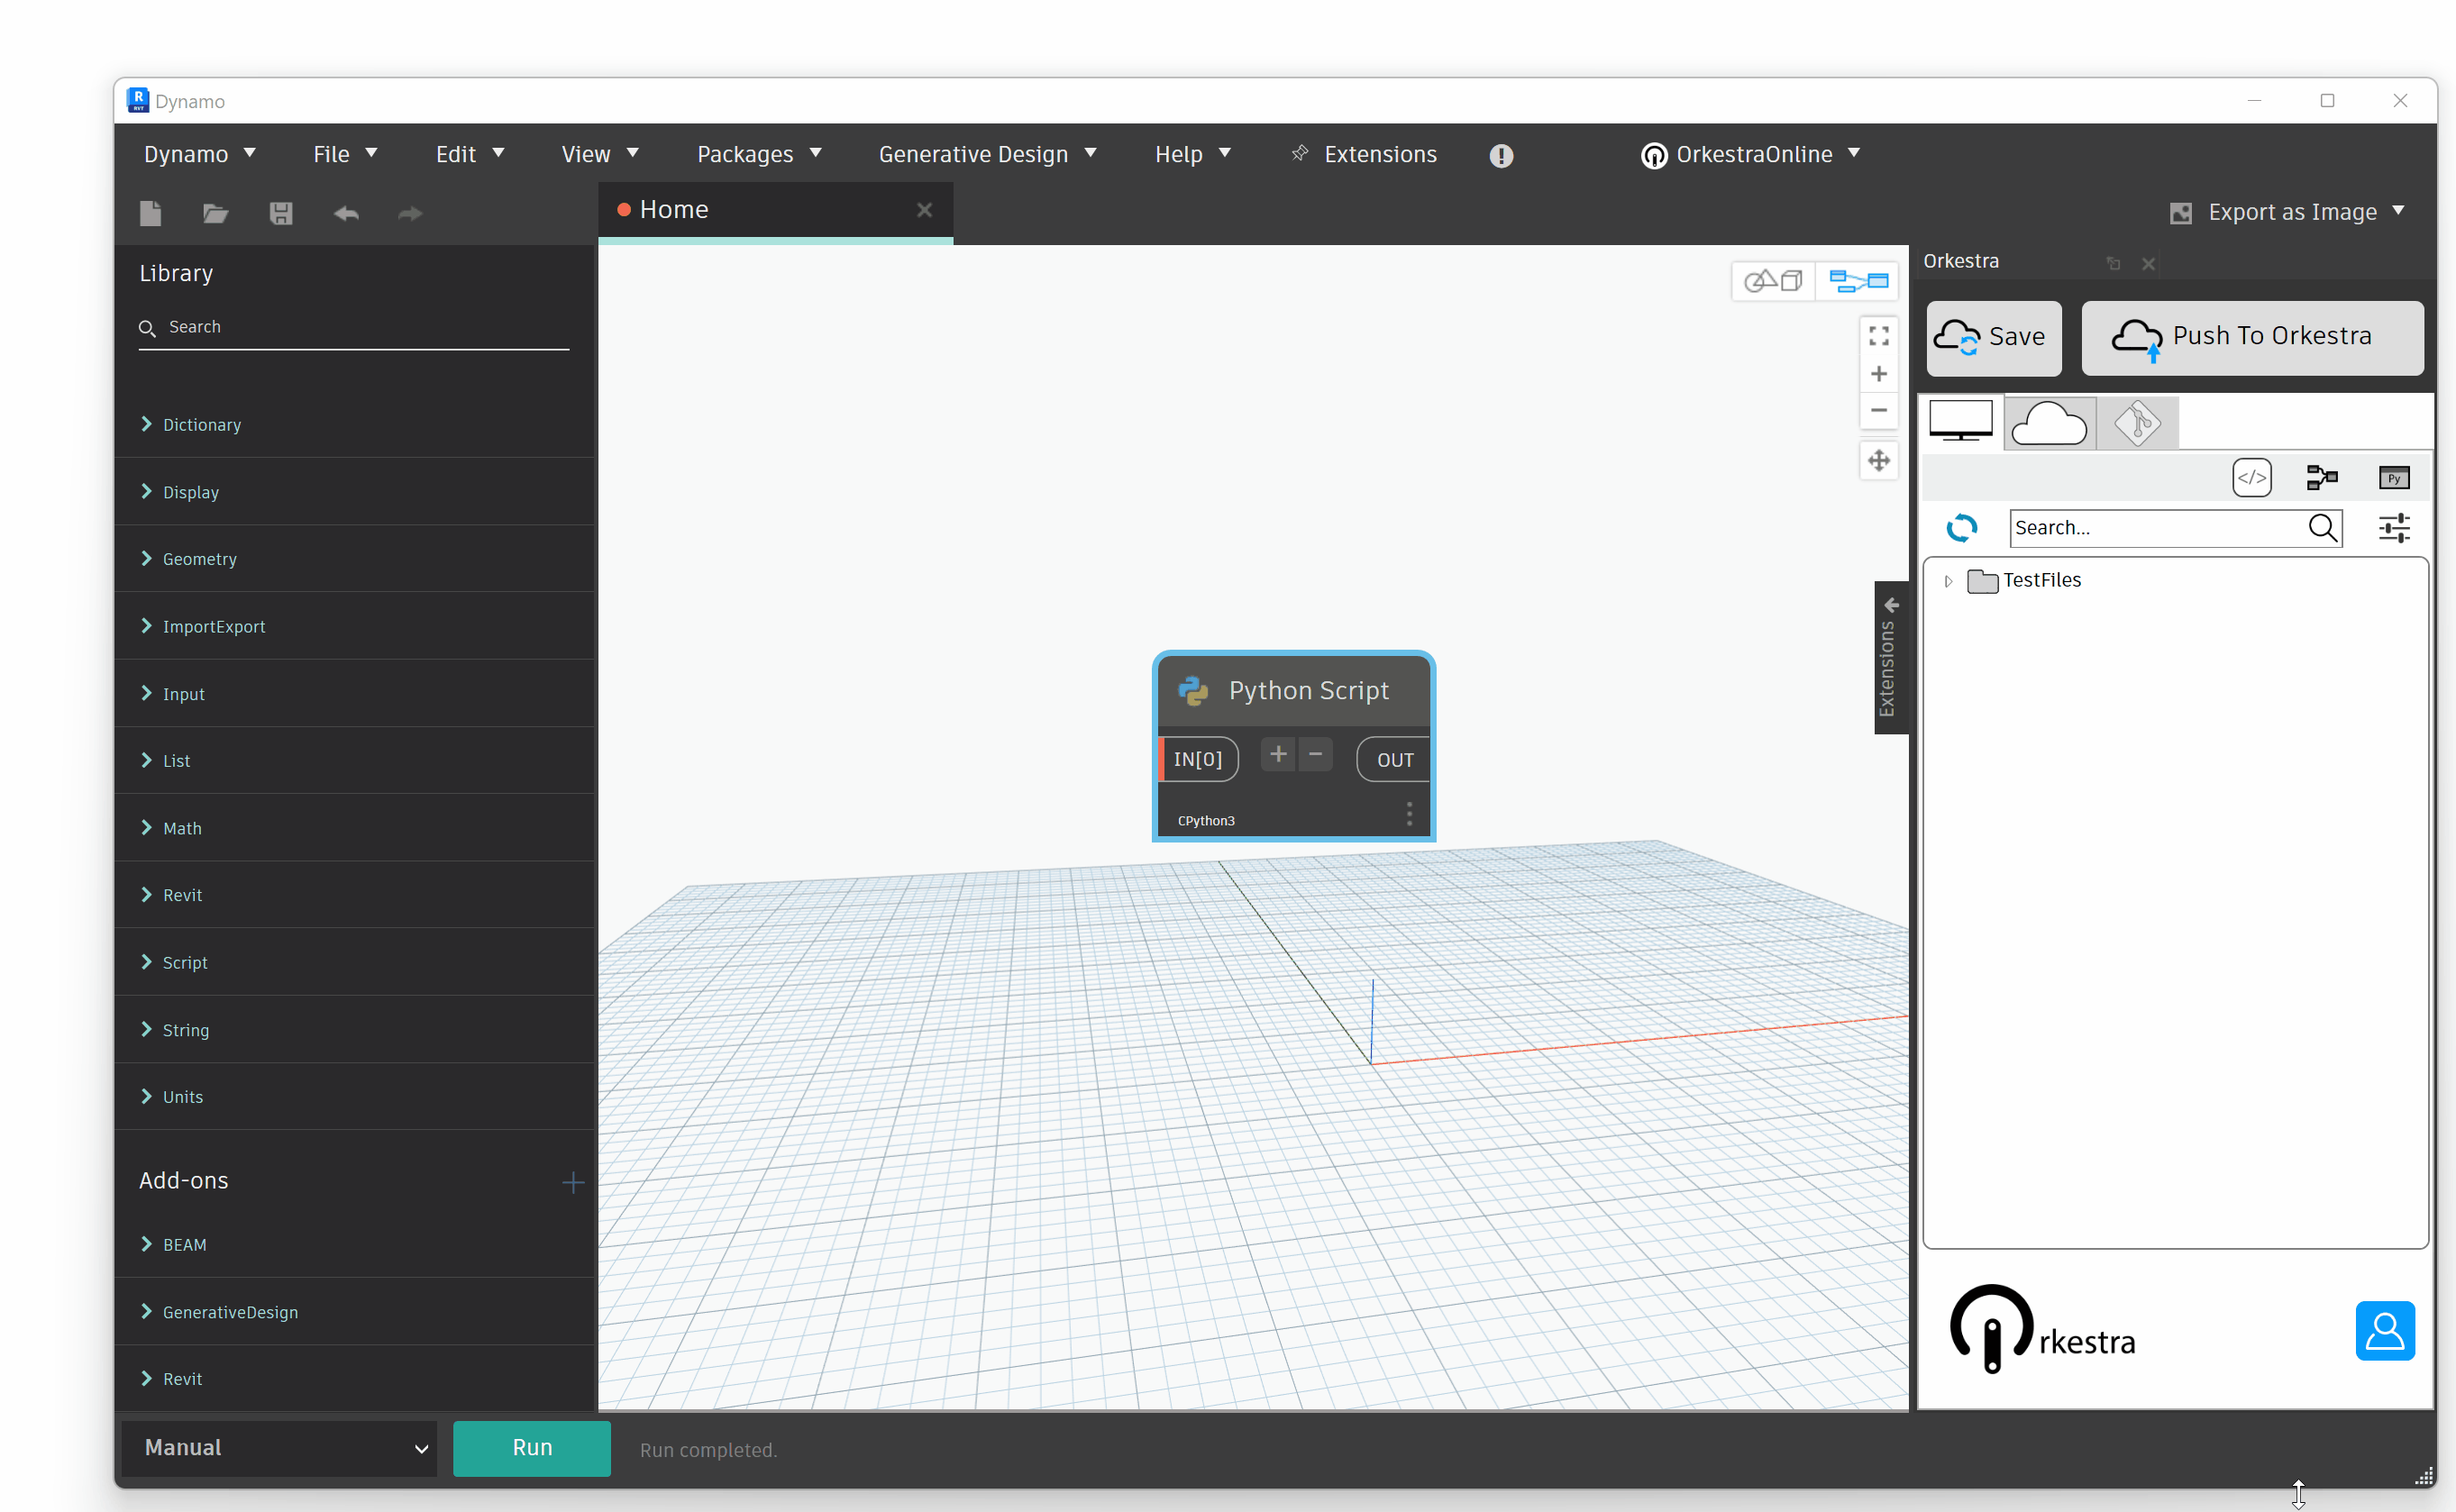 Dynamo
Dynamo File Edit View Packages Generative Design Help Extensions OrkestraOnline
Home
Export as Image
Library
Search
Dictionary
Display
Geometry
ImportExport
Input
List
Math
Revit
Script
String
Units
Add-ons
BEAM
GenerativeDesign
Revit
Manual
Run
Run completed.
Python Script
IN[0] + − OUT
CPython3
Extensions
Orkestra
Save
Push To Orkestra
</>
Py
Search...
TestFiles
rkestra